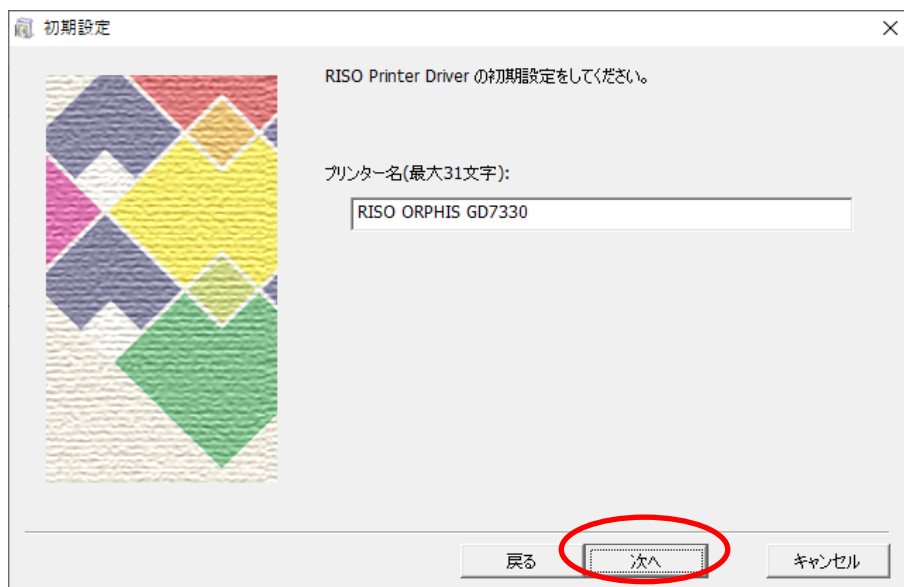 初期設定
RISO Printer Driver の初期設定をしてください。
プリンター名(最大31文字):
RISO ORPHIS GD7330
戻る 次へ キャンセル